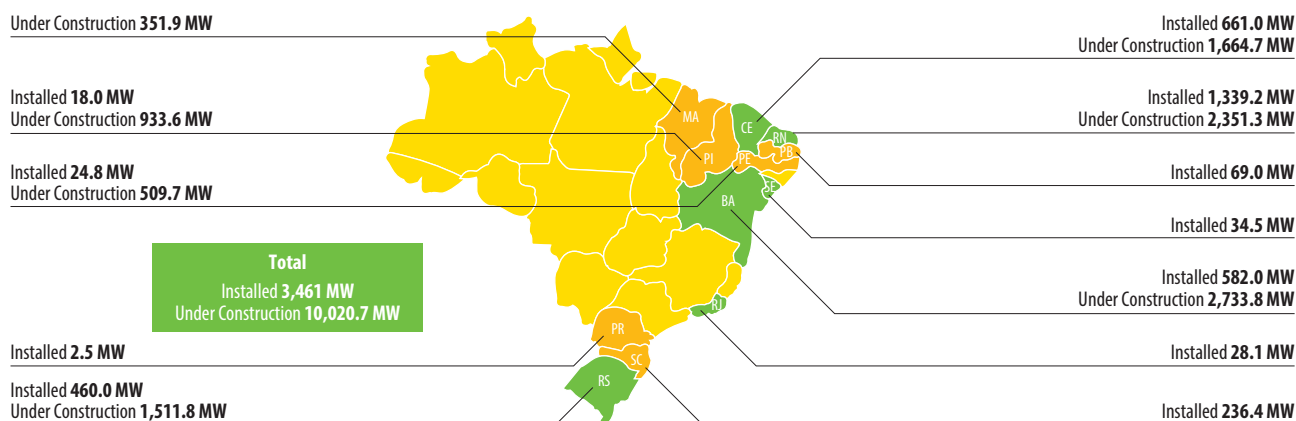 Under Construction 351.9 MW
Installed 18.0 MW
Under Construction 933.6 MW
Installed 24.8 MW
Under Construction 509.7 MW
Total
Installed 3,461 MW
Under Construction 10,020.7 MW
Installed 2.5 MW
Installed 460.0 MW
Under Construction 1,511.8 MW
MA
CE
RN
PB
PI
PE
SE
BA
RJ
PR
SC
RS
Installed 661.0 MW
Under Construction 1,664.7 MW
Installed 1,339.2 MW
Under Construction 2,351.3 MW
Installed 69.0 MW
Installed 34.5 MW
Installed 582.0 MW
Under Construction 2,733.8 MW
Installed 28.1 MW
Installed 236.4 MW